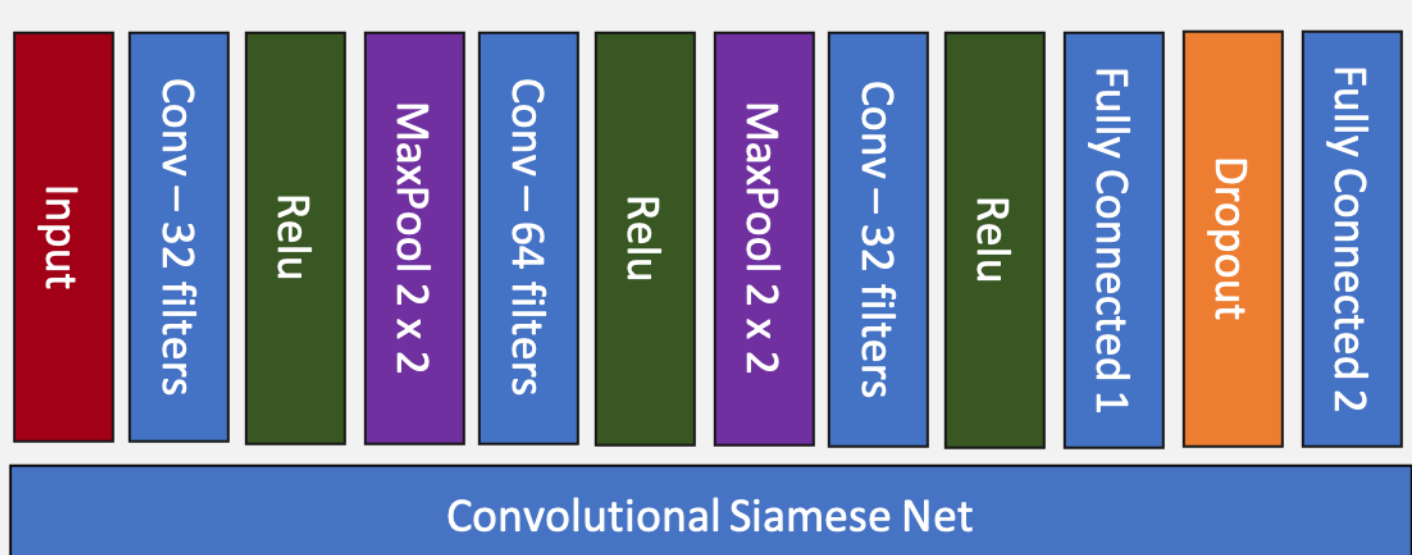 Input
Conv – 32 filters
Relu
MaxPool 2 x 2
Conv – 64 filters
Relu
MaxPool 2 x 2
Conv – 32 filters
Relu
Fully Connected 1
Dropout
Fully Connected 2
Convolutional Siamese Net